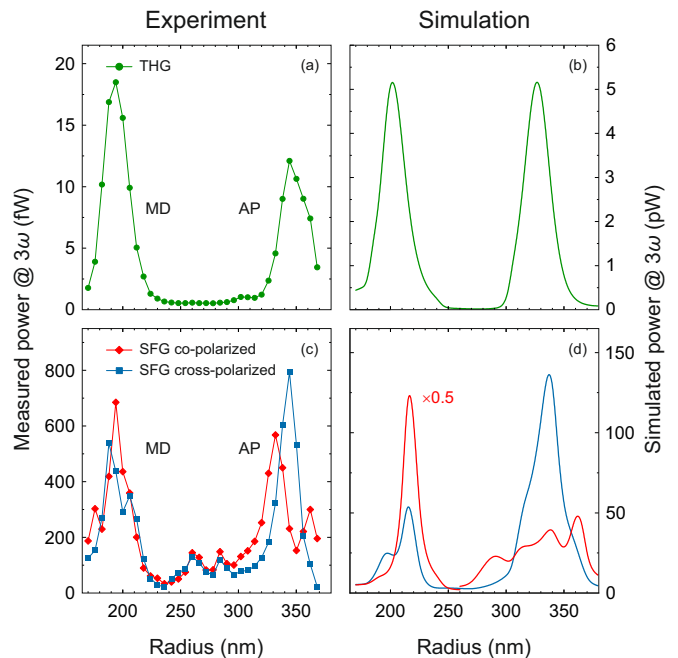 Experiment
Simulation
THG
(a)
(b)
MD
AP
20
15
10
5
0
6
5
4
3
2
1
0
Measured power @ 3ω (fW)
Simulated power @ 3ω (pW)
SFG co-polarized
SFG cross-polarized
(c)
(d)
×0.5
MD
AP
800
600
400
200
0
150
100
50
0
200
250
300
350
200
250
300
350
Radius (nm)
Radius (nm)